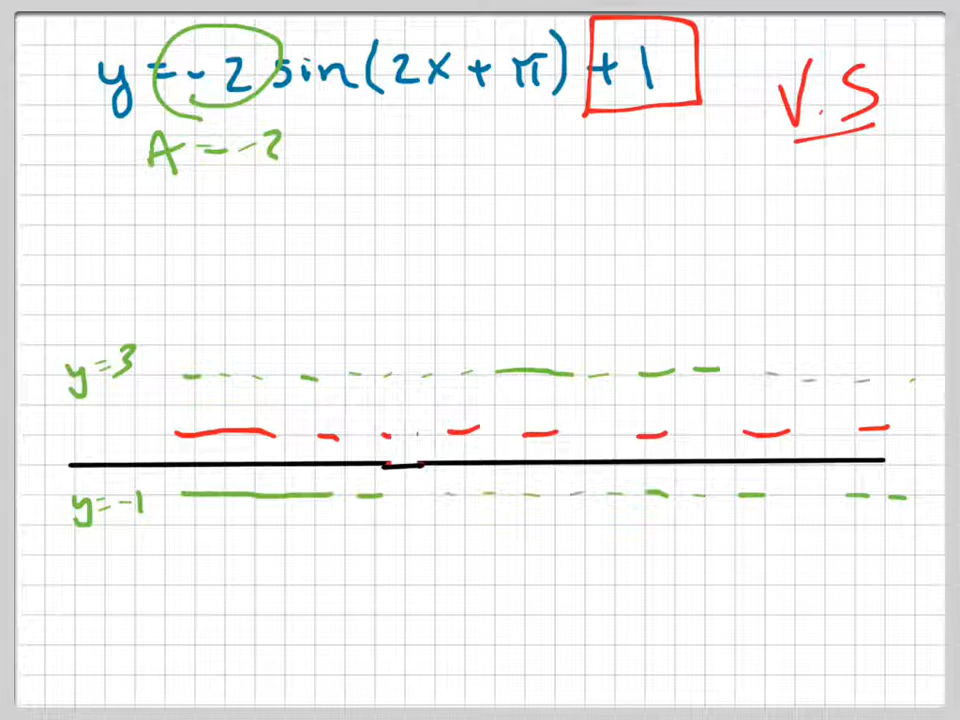 y = -2 sin(2x + π) + 1
V.S
A = -2
y = 3
y = -1